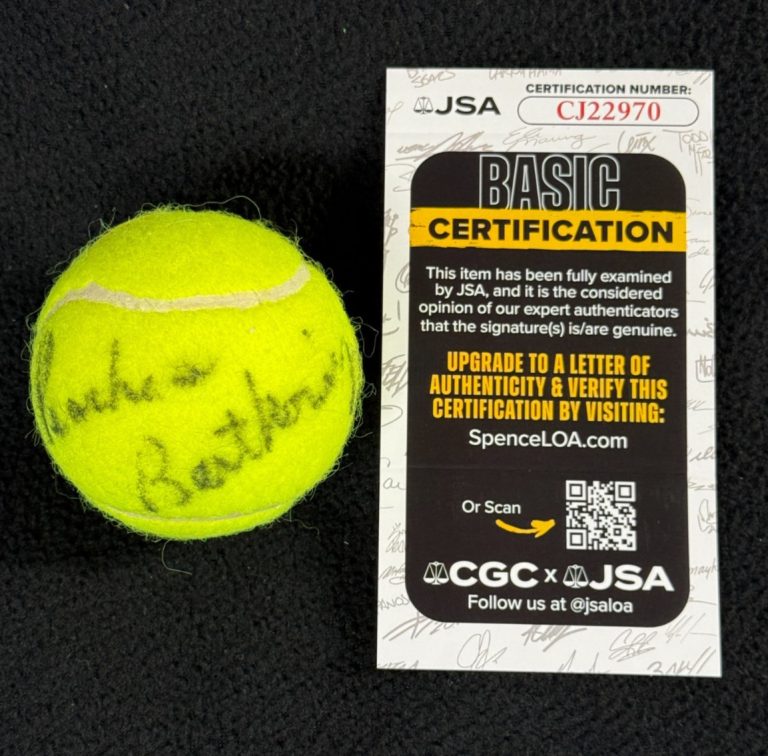 JSA
CERTIFICATION NUMBER:
CJ22970
BASIC
CERTIFICATION
This item has been fully examined
by JSA, and it is the considered
opinion of our expert authenticators
that the signature(s) is/are genuine.
UPGRADE TO A LETTER OF
AUTHENTICITY & VERIFY THIS
CERTIFICATION BY VISITING:
SpenceLOA.com
Or Scan
CGC x JSA
Follow us at @jsaloa